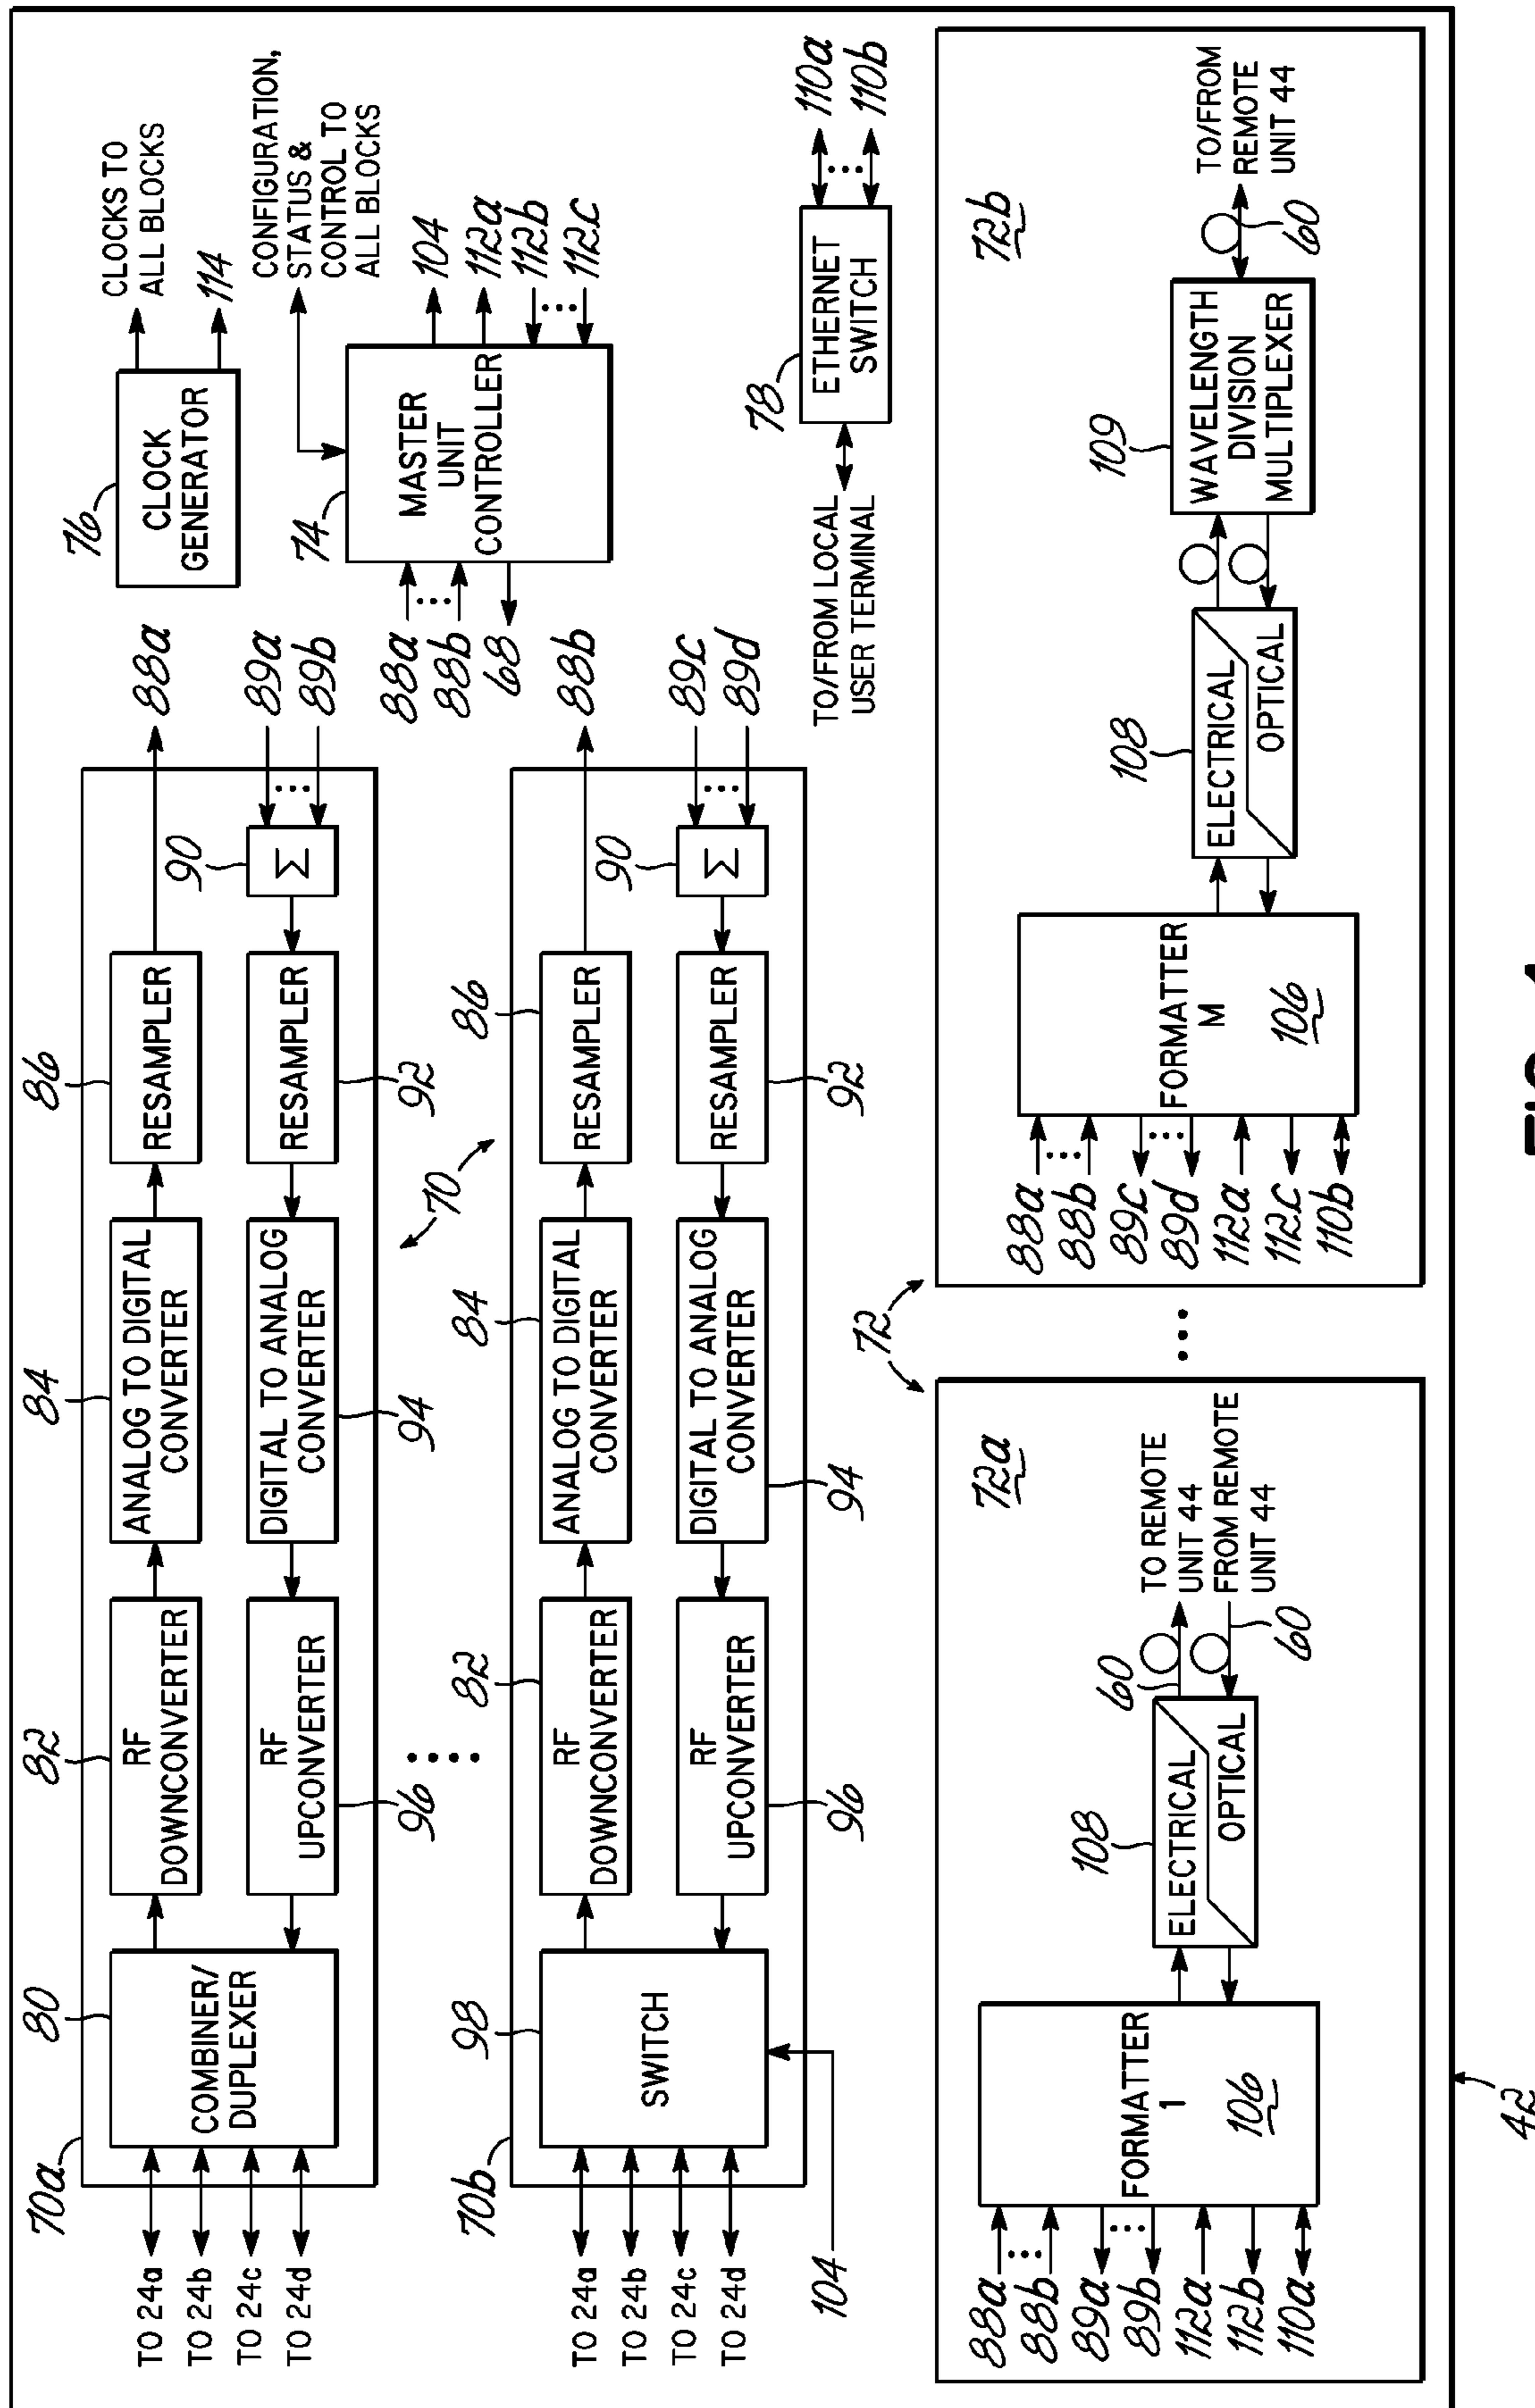 70a
80
82
84
86
88a
TO 24a
TO 24b
TO 24c
TO 24d
COMBINER/
DUPLEXER
RF
DOWNCONVERTER
ANALOG TO DIGITAL
CONVERTER
RESAMPLER
RF
UPCONVERTER
DIGITAL TO ANALOG
CONVERTER
RESAMPLER
Σ
90
89a
89b
96
94
92
70
76
CLOCK
GENERATOR
CLOCKS TO
ALL BLOCKS
114
74
MASTER
UNIT
CONTROLLER
CONFIGURATION,
STATUS &
CONTROL TO
ALL BLOCKS
88a
88b
68
104
112a
112b
112c
70b
98
82
84
86
88b
TO 24a
TO 24b
TO 24c
TO 24d
SWITCH
RF
DOWNCONVERTER
ANALOG TO DIGITAL
CONVERTER
RESAMPLER
RF
UPCONVERTER
DIGITAL TO ANALOG
CONVERTER
RESAMPLER
Σ
90
89c
89d
104
96
94
92
78
ETHERNET
SWITCH
TO/FROM LOCAL
USER TERMINAL
110a
110b
72
72a
88a
88b
89a
89b
112a
112b
110a
FORMATTER
1
106
108
ELECTRICAL
OPTICAL
60
60
TO REMOTE
UNIT 44
FROM REMOTE
UNIT 44
72b
88a
88b
89c
89d
112a
112c
110b
FORMATTER
M
106
108
ELECTRICAL
OPTICAL
109
WAVELENGTH
DIVISION
MULTIPLEXER
60
TO/FROM
REMOTE
UNIT 44
42